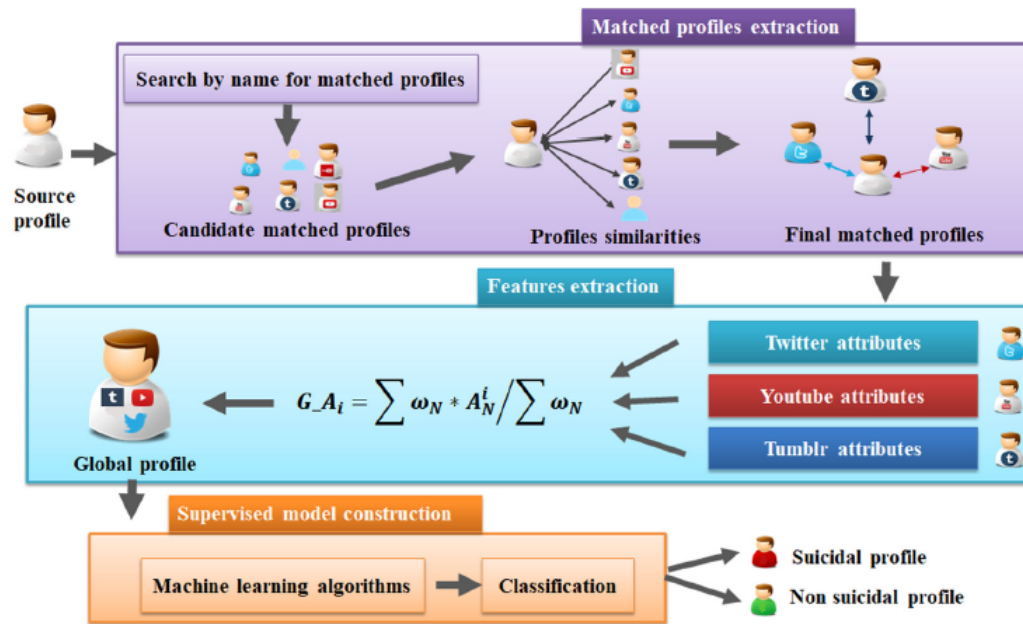 Matched profiles extraction
Search by name for matched profiles
Source
profile
Candidate matched profiles
Profiles similarities
Final matched profiles
Features extraction
Twitter attributes
Youtube attributes
Tumblr attributes
G_A_i = ∑ ω_N * A_N^i / ∑ ω_N
Global profile
Supervised model construction
Machine learning algorithms
Classification
Suicidal profile
Non suicidal profile